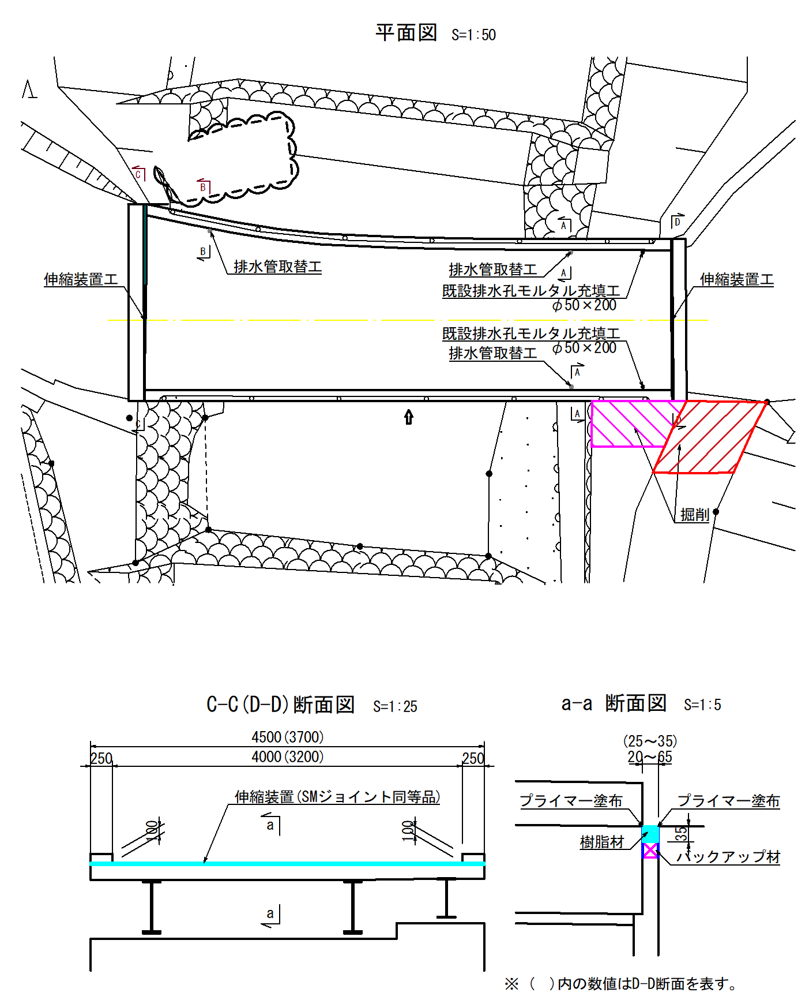 平面図 S=1:50
C
B
A
D
B
排水管取替工
排水管取替工
A
伸縮装置工
伸縮装置工
既設排水孔モルタル充填工
φ50×200
既設排水孔モルタル充填工
φ50×200
排水管取替工
A
A
C
掘削
C-C(D-D)断面図 S=1:25
a-a 断面図 S=1:5
4500(3700)
250
4000(3200)
250
(25～35)
20～65
伸縮装置(SMジョイント同等品)
プライマー塗布
プライマー塗布
100
a
100
樹脂材
35
バックアップ材
a
※ ( )内の数値はD-D断面を表す。